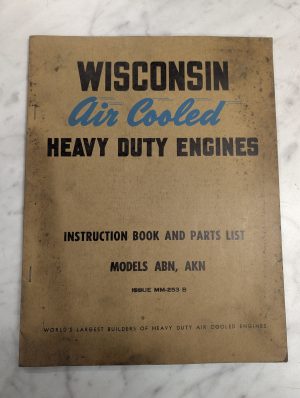 WISCONSIN
Air Cooled
HEAVY DUTY ENGINES
INSTRUCTION BOOK AND PARTS LIST
MODELS ABN, AKN
ISSUE MM-253 B
WORLD'S LARGEST BUILDERS OF HEAVY DUTY AIR COOLED ENGINES